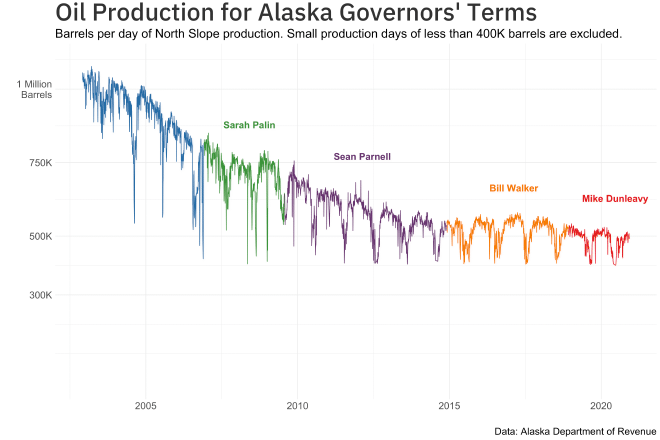 Oil Production for Alaska Governors' Terms
Barrels per day of North Slope production. Small production days of less than 400K barrels are excluded.
1 Million
Barrels
Sarah Palin
Sean Parnell
750K
Bill Walker
Mike Dunleavy
500K
300K
2005
2010
2015
2020
Data: Alaska Department of Revenue